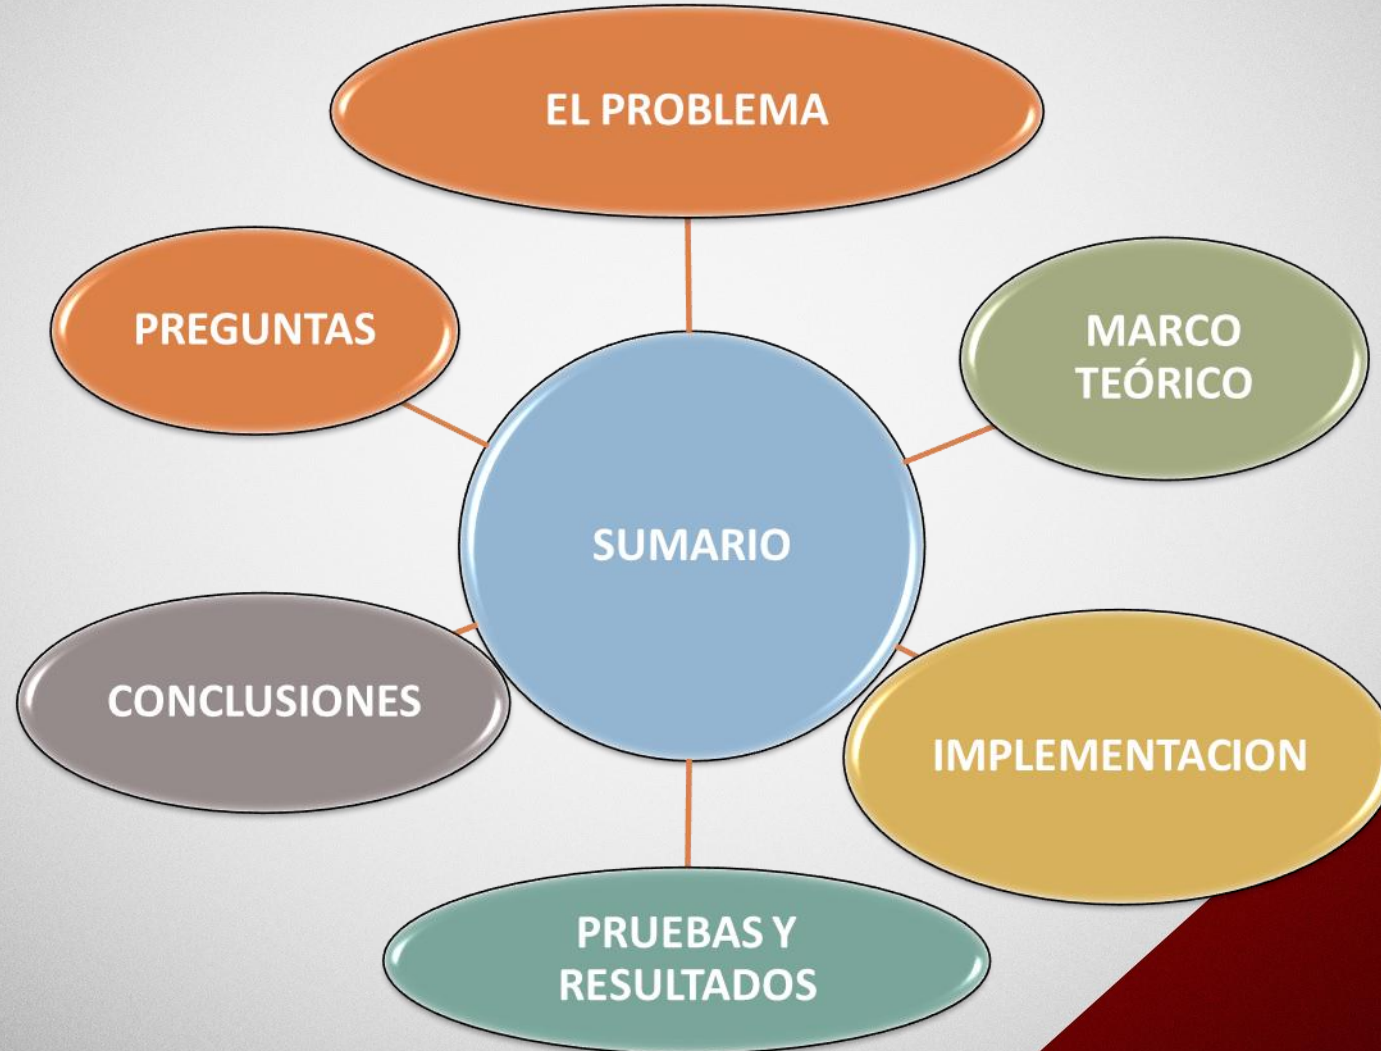 EL PROBLEMA
PREGUNTAS
MARCO
TEÓRICO
SUMARIO
CONCLUSIONES
IMPLEMENTACION
PRUEBAS Y
RESULTADOS